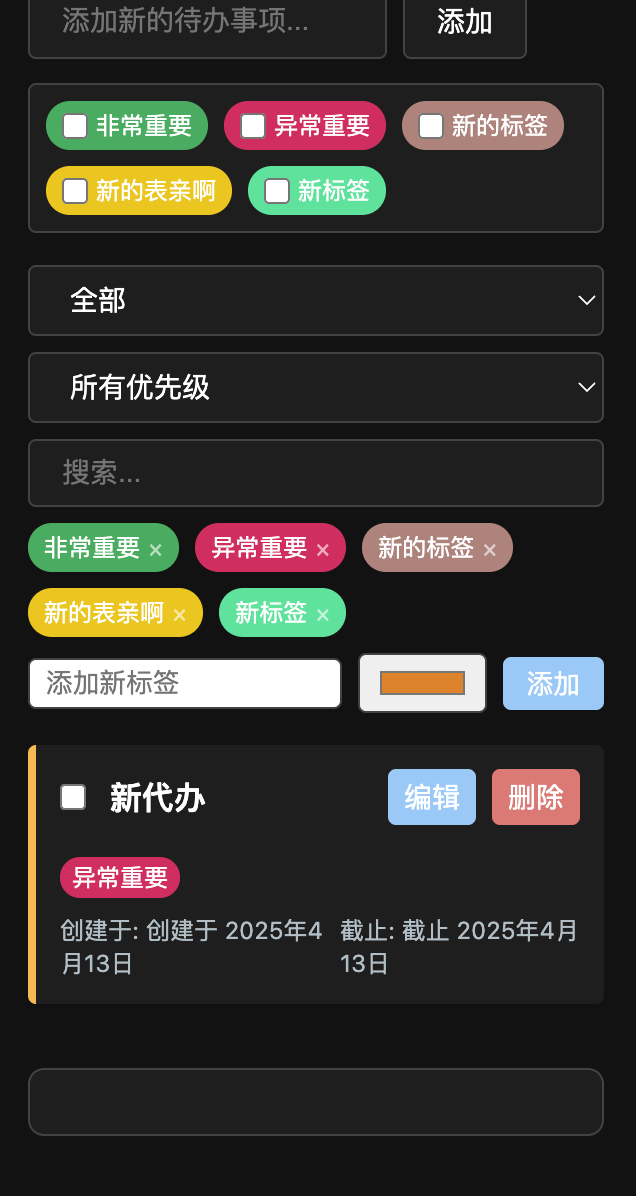 添加新的待办事项... 添加
非常重要 异常重要 新的标签
新的表亲啊 新标签
全部
所有优先级
搜索...
非常重要 × 异常重要 × 新的标签 ×
新的表亲啊 × 新标签 ×
添加新标签 添加
新代办 编辑 删除
异常重要
创建于: 创建于 2025年4
月13日
截止: 截止 2025年4月
13日